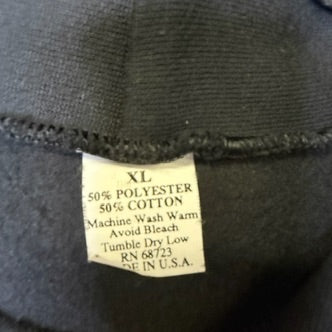 XL
50% POLYESTER
50% COTTON
Machine Wash Warm
Avoid Bleach
Tumble Dry Low
RN 68723
DE IN U.S.A.